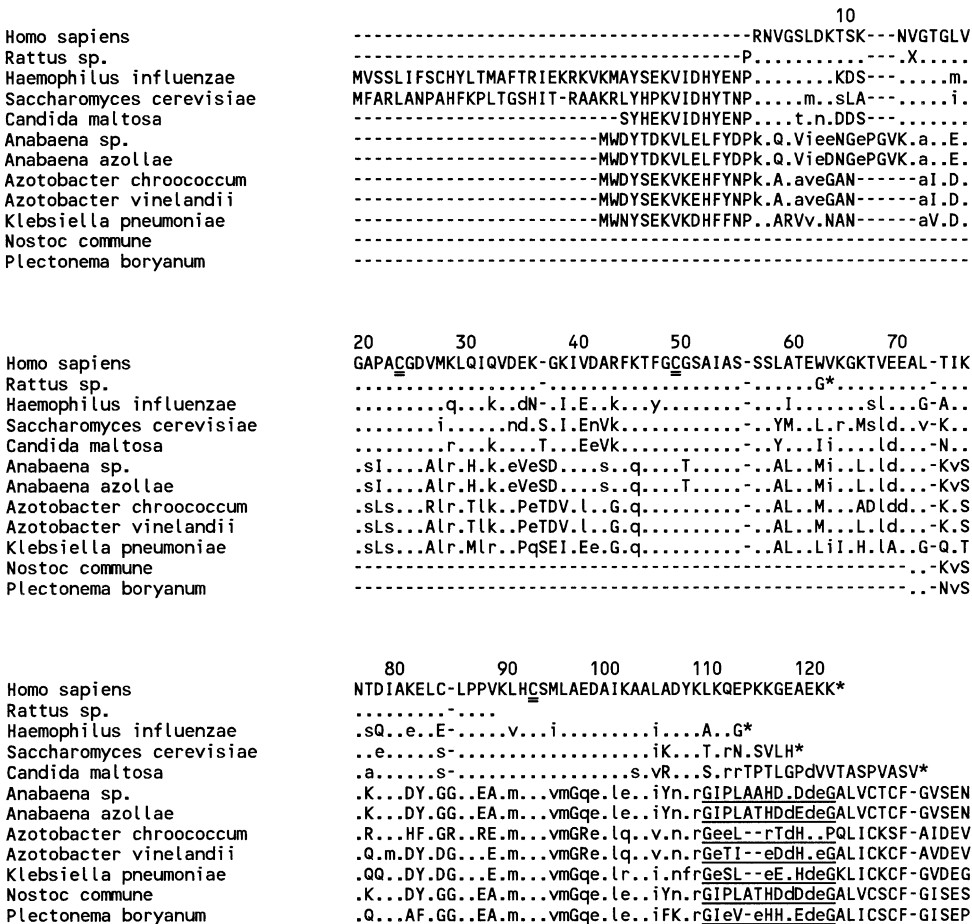 10
Homo sapiens ---------------------------------------RNVGSLDKTSK---NVGTGLV
Rattus sp. P..........---..X.....
Haemophilus influenzae MVSSLIFSCHYLTMAFTRIEKRKVKMAYSEKVIDHYENP........KDS---......m.
Saccharomyces cerevisiae MFARLANPAHFKPLTGSHIT-RAAKRLYHPKVIDHYTNP.....m..sLA---......i.
Candida maltosa --------------------------SYHEKVIDHYENP....t.n.DDS---........
Anabaena sp. ------------------------MWDYTDKVLELFYDPk.Q.VieeNGePGVK.a..E.
Anabaena azollae ------------------------MWDYTDKVLELFYDPk.Q.VieDNGePGVK.a..E.
Azotobacter chroococcum ------------------------MWDYSEKVKEHFYNPk.A.aveGAN------aI.D.
Azotobacter vinelandii ------------------------MWDYSEKVKEHFYNPk.A.aveGAN------aI.D.
Klebsiella pneumoniae ------------------------MWNYSEKVKDHFFNP..ARVv.NAN------aV.D.
Nostoc commune ------------------------------------------------------------
Plectonema boryanum ------------------------------------------------------------
20 30 40 50 60 70
Homo sapiens GAPACGDVMKLQIQVDEK-GKIVDARFKTFGCGSAIAS-SSLATEWVKGKTVEEAL-TIK
Rattus sp. ..................-...................-.......G*.........-...
Haemophilus influenzae .........q...k..dN-.I.E..k...y........-...I.......sl...G-A..
Saccharomyces cerevisiae ........i......nd.S.I.EnVk............-..YM..L.r.Msld..v-K..
Candida maltosa .........r...k....T...EeVk............-..Y...Ii....ld...-N..
Anabaena sp. .sI....Alr.H.k.eVeSD....s..q....T.....-..AL..Mi..L.ld...-KvS
Anabaena azollae .sI....Alr.H.k.eVeSD....s..q....T.....-..AL..Mi..L.ld...-KvS
Azotobacter chroococcum .sLs...Rlr.Tlk..PeTDV.l..G.q..........-..AL..M...ADldd..-K.S
Azotobacter vinelandii .sLs...Rlr.Tlk..PeTDV.l..G.q..........-..AL..M...L.ld...-K.S
Klebsiella pneumoniae .sLs...Alr.Mlr..PqSEI.Ee.G.q..........-..AL..LiI.H.lA..G-Q.T
Nostoc commune ------------------------------------------------------..-KvS
Plectonema boryanum ------------------------------------------------------..-NvS
80 90 100 110 120
Homo sapiens NTDIAKELC-LPPVKLHCSMLAEDAIKAALADYKLKQEPKKGEAEKK*
Rattus sp. .........-....
Haemophilus influenzae .sQ..e..E-.....v...i.........i....A..G*
Saccharomyces cerevisiae ..e.....s-...................iK...T.rN.SVLH*
Candida maltosa .a......s-.................s.vR...S.rrTPTLGPdVVTASPVASV*
Anabaena sp. .K...DY.GG..EA.m...vmGqe.le..iYn.rGIPLAAHD.DdeGALVCTCF-GVSEN
Anabaena azollae .K...DY.GG..EA.m...vmGqe.le..iYn.rGIPLATHDdEdeGALVCTCF-GVSEN
Azotobacter chroococcum .R...HF.GR..RE.m...vmGRe.lq..v.n.rGeeL--rTdH..PQLICKSF-AIDEV
Azotobacter vinelandii .Q.m.DY.DG...E.m...vmGRe.lq..v.n.rGeTI--eDdH.eGALICKCF-AVDEV
Klebsiella pneumoniae .QQ..DY.DG...E.m...vmGqe.lr..i.nfrGeSL--eE.HdeGKLICKCF-GVDEG
Nostoc commune .K...DY.GG..EA.m...vmGqe.le..iYn.rGIPLATHDdDdeGALVCSCF-GISES
Plectonema boryanum .Q...AF.GG..EA.m...vmGqe.le..iFK.rGIeV-eHH.EdeGALICSCF-GISEP